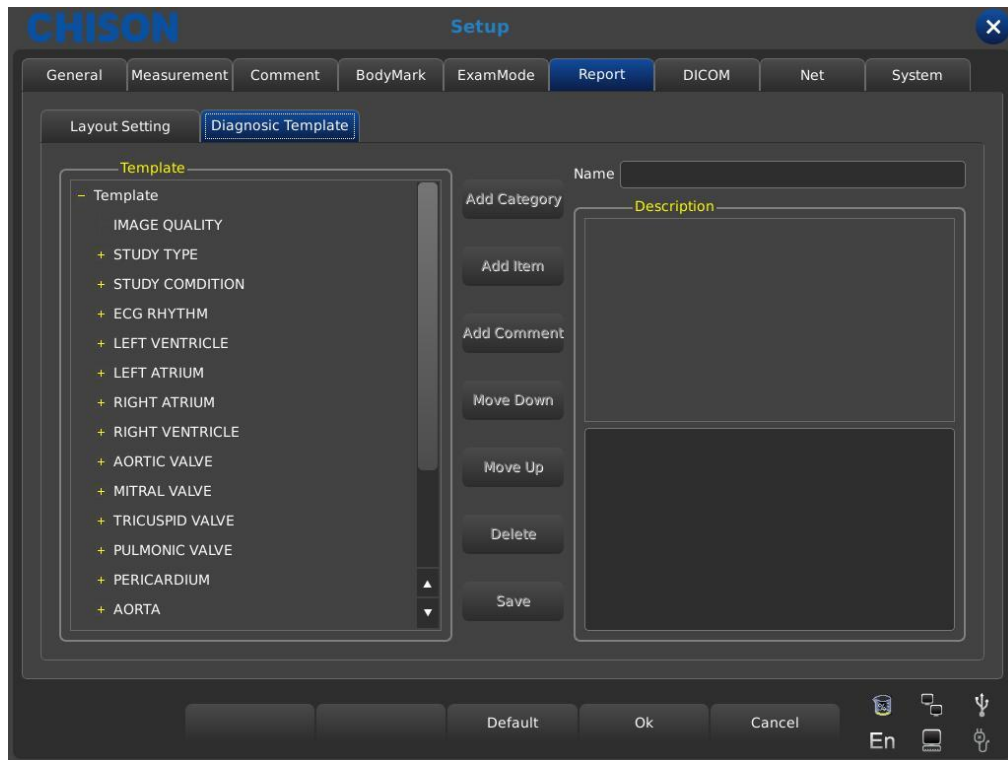 CHISON
Setup
General Measurement Comment BodyMark ExamMode Report DICOM Net System
Layout Setting Diagnosic Template
Template
- Template
IMAGE QUALITY
+ STUDY TYPE
+ STUDY COMDITION
+ ECG RHYTHM
+ LEFT VENTRICLE
+ LEFT ATRIUM
+ RIGHT ATRIUM
+ RIGHT VENTRICLE
+ AORTIC VALVE
+ MITRAL VALVE
+ TRICUSPID VALVE
+ PULMONIC VALVE
+ PERICARDIUM
+ AORTA
Add Category
Add Item
Add Comment
Move Down
Move Up
Delete
Save
Name
Description
Default Ok Cancel
En